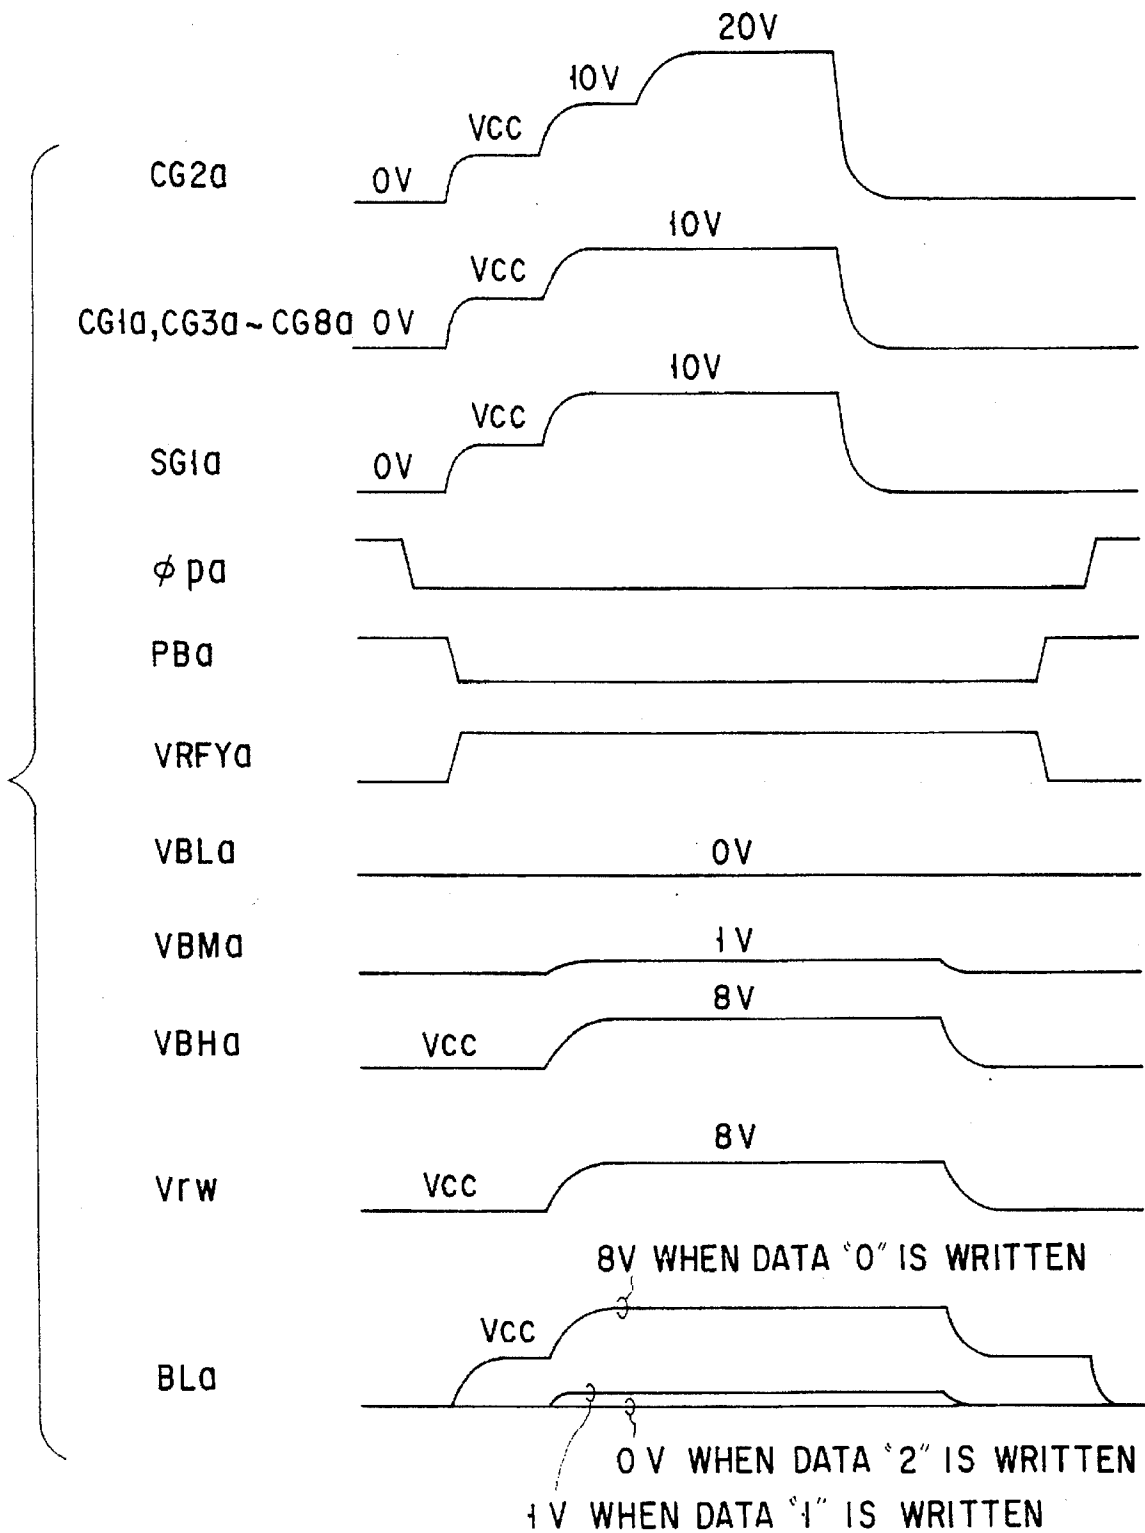 20V
10V
VCC
CG2a
0V
10V
VCC
CG1a,CG3a~CG8a 0V
10V
VCC
SG1a
0V
φpa
PBa
VRFYa
VBLa
0V
VBMa
1V
8V
VBHa
VCC
8V
Vrw
VCC
8V WHEN DATA "0" IS WRITTEN
VCC
BLa
0V WHEN DATA "2" IS WRITTEN
1V WHEN DATA "1" IS WRITTEN